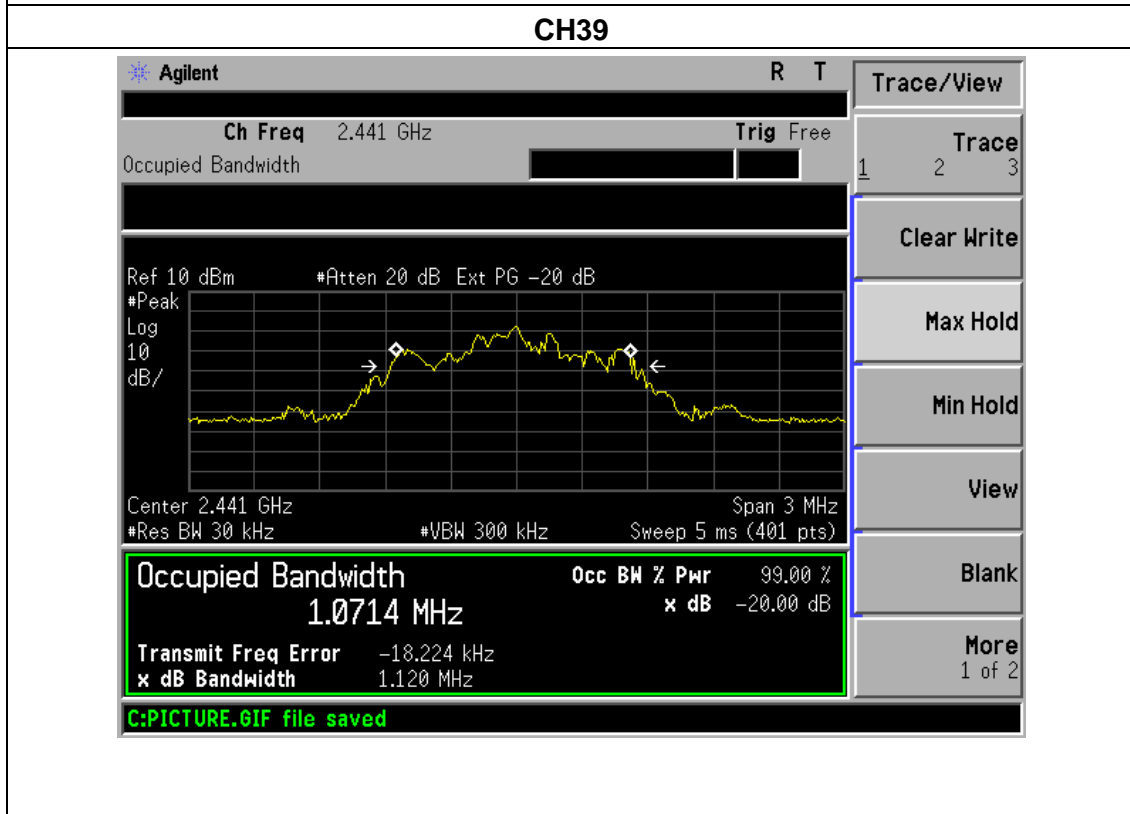 CH39
Agilent R T
Trace/View
Ch Freq 2.441 GHz Trig Free
Occupied Bandwidth
Trace
1 2 3
Clear Write
Ref 10 dBm #Atten 20 dB Ext PG -20 dB
#Peak
Log
10
dB/
Max Hold
Min Hold
View
Center 2.441 GHz Span 3 MHz
#Res BW 30 kHz #VBW 300 kHz Sweep 5 ms (401 pts)
Occupied Bandwidth Occ BW % Pwr 99.00 %
1.0714 MHz x dB -20.00 dB
Blank
Transmit Freq Error -18.224 kHz
x dB Bandwidth 1.120 MHz
More
1 of 2
C:PICTURE.GIF file saved